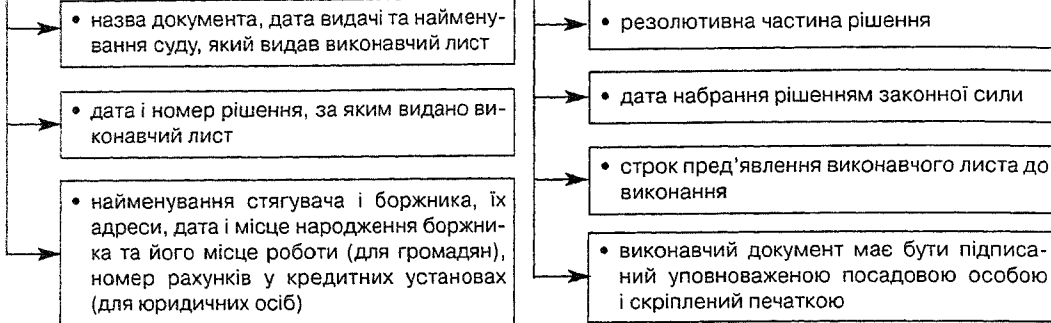 • назва документа, дата видачі та наймену-
вання суду, який видав виконавчий лист
• дата і номер рішення, за яким видано ви-
конавчий лист
• найменування стягувача і боржника, їх
адреси, дата і місце народження боржни-
ка та його місце роботи (для громадян),
номер рахунків у кредитних установах
(для юридичних осіб)
• резолютивна частина рішення
• дата набрання рішенням законної сили
• строк пред’явлення виконавчого листа до
виконання
• виконавчий документ має бути підписа-
ний уповноваженою посадовою особою
і скріплений печаткою